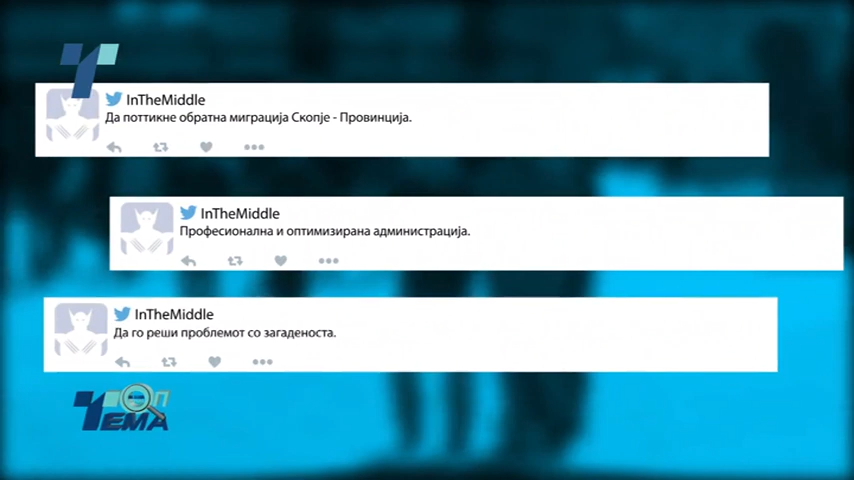 InTheMiddle
Да поттикне обратна миграција Скопје - Провинција.
InTheMiddle
Професионална и оптимизирана администрација.
InTheMiddle
Да го реши проблемот со загаденоста.
Топ
Тема